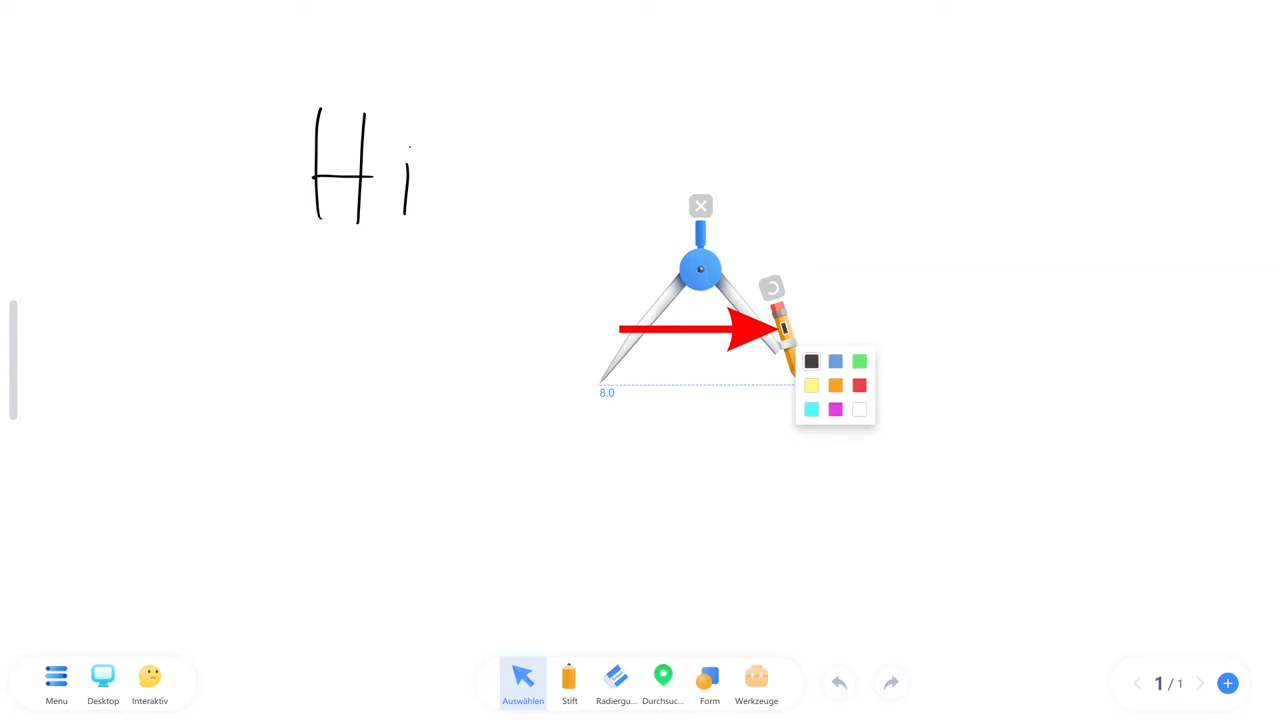 Hi
8.0
Menu Desktop Interaktiv Auswählen Stift Radiergu... Durchsuc... Form Werkzeuge 1 / 1